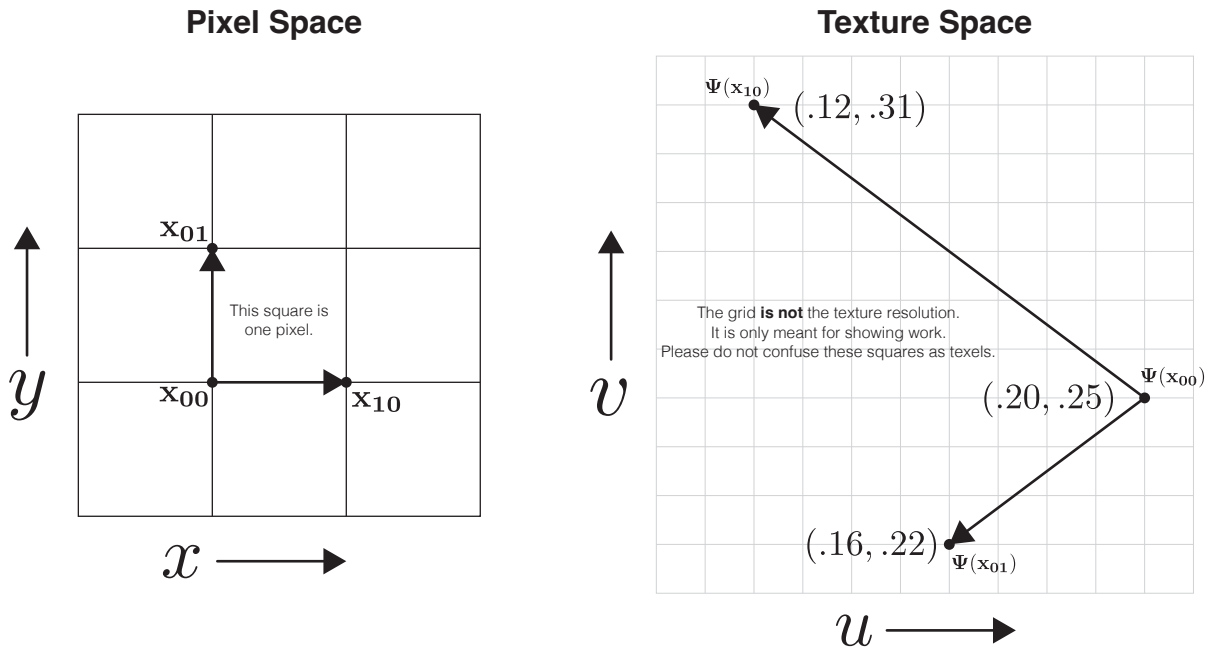 Pixel Space
x01
This square is
one pixel.
x00
x10
y
x
Texture Space
Ψ(x10)
(.12, .31)
The grid is not the texture resolution.
It is only meant for showing work.
Please do not confuse these squares as texels.
Ψ(x00)
(.20, .25)
(.16, .22)
Ψ(x01)
v
u